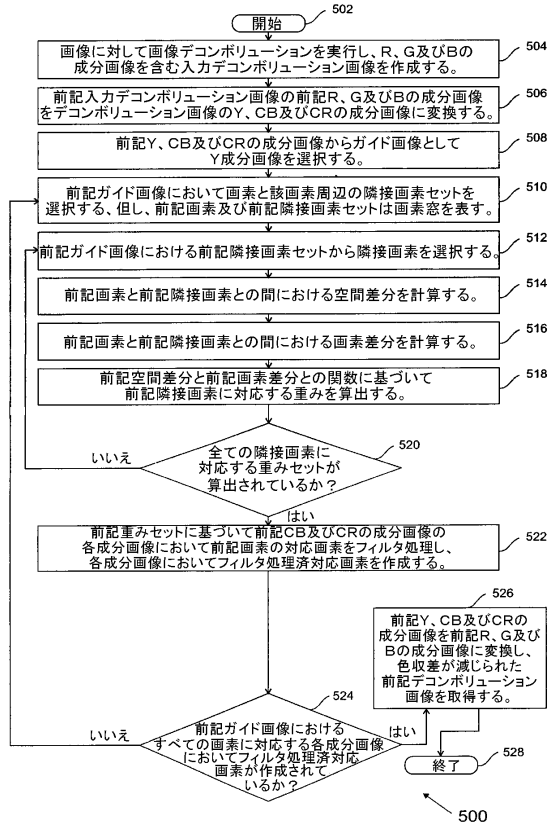 開始
502
画像に対して画像デコンボリューションを実行し、R、G及びBの
成分画像を含む入力デコンボリューション画像を作成する。
504
前記入力デコンボリューション画像の前記R、G及びBの成分画像
をデコンボリューション画像のY、CB及びCRの成分画像に変換する。
506
前記Y、CB及びCRの成分画像からガイド画像として
Y成分画像を選択する。
508
前記ガイド画像において画素と該画素周辺の隣接画素セットを
選択する、但し、前記画素及び前記隣接画素セットは画素窓を表す。
510
前記ガイド画像における前記隣接画素セットから隣接画素を選択する。
512
前記画素と前記隣接画素との間における空間差分を計算する。
514
前記画素と前記隣接画素との間における画素差分を計算する。
516
前記空間差分と前記画素差分との関数に基づいて
前記隣接画素に対応する重みを算出する。
518
全ての隣接画素に
対応する重みセットが
算出されているか？
520
いいえ
はい
前記重みセットに基づいて前記CB及びCRの成分画像の
各成分画像において前記画素の対応画素をフィルタ処理し、
各成分画像においてフィルタ処理済対応画素を作成する。
522
前記ガイド画像における
すべての画素に対応する各成分画像
においてフィルタ処理済対応
画素が作成されて
いるか？
524
いいえ
はい
526
前記Y、CB及びCRの
成分画像を前記R、G及び
Bの成分画像に変換し、
色収差が減じられた
前記デコンボリューション
画像を取得する。
終了
528
500